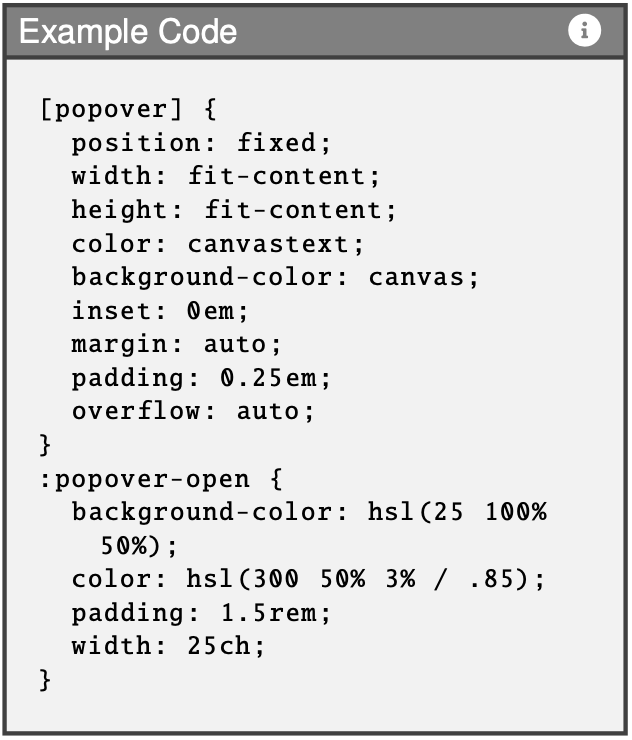 Example Code
[popover] {
position: fixed;
width: fit-content;
height: fit-content;
color: canvastext;
background-color: canvas;
inset: 0em;
margin: auto;
padding: 0.25em;
overflow: auto;
}
:popover-open {
background-color: hsl(25 100%
50%);
color: hsl(300 50% 3% / .85);
padding: 1.5rem;
width: 25ch;
}